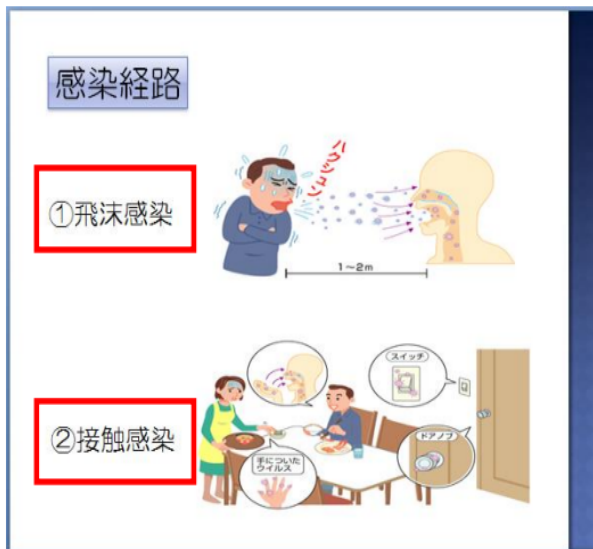 感染経路
ハクション
①飛沫感染
1～2m
スイッチ
②接触感染
ドアノブ
手についた
ウイルス